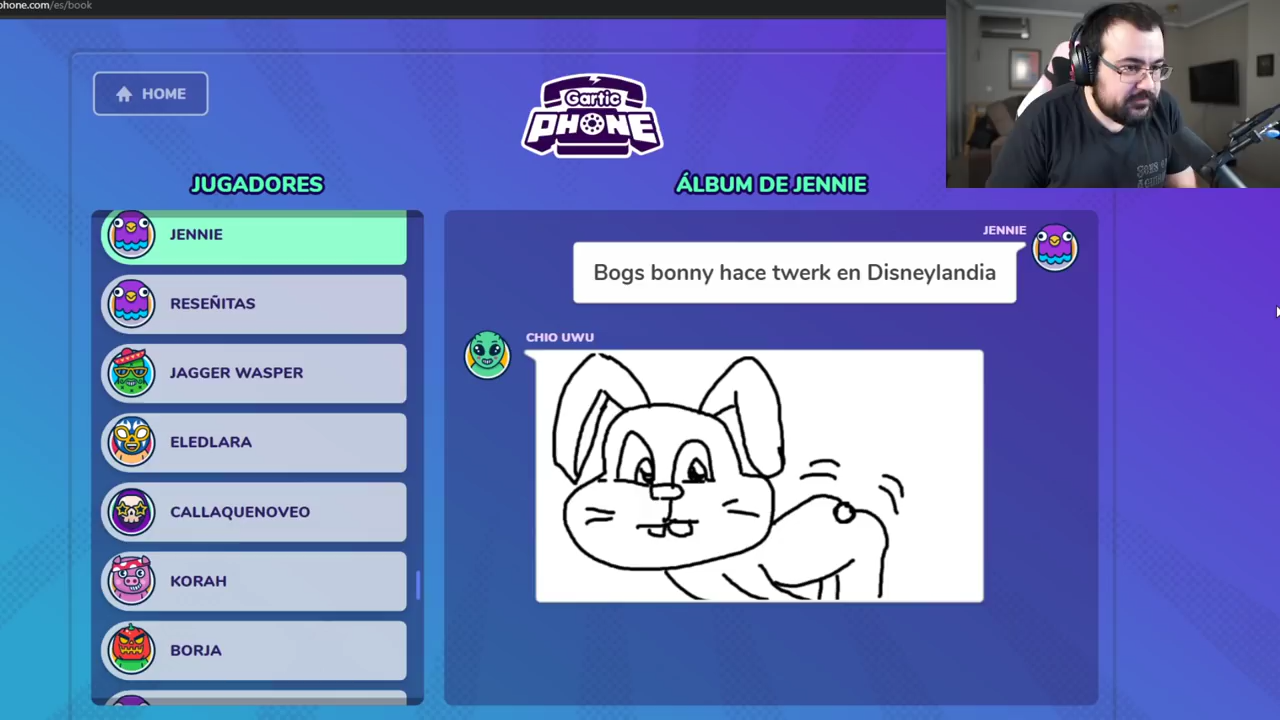 phone.com/es/book
HOME
Gartic
PHONE
JUGADORES
ÁLBUM DE JENNIE
JENNIE
RESEÑITAS
JAGGER WASPER
ELEDLARA
CALLAQUENOVEO
KORAH
BORJA
JENNIE
Bogs bonny hace twerk en Disneylandia
CHIO UWU